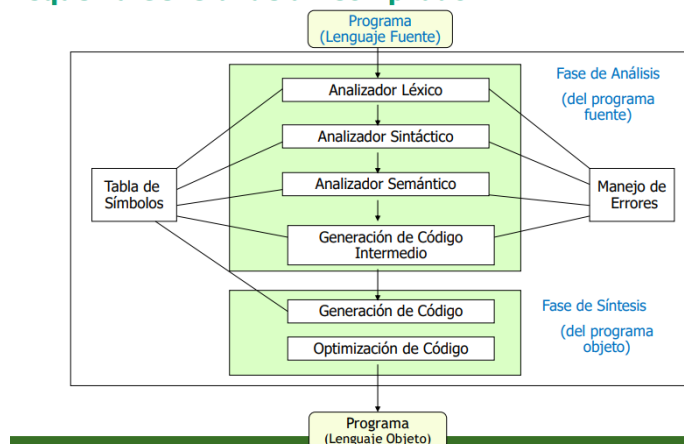 Programa
(Lenguaje Fuente)
Fase de Análisis
(del programa
fuente)
Analizador Léxico
Analizador Sintáctico
Analizador Semántico
Generación de Código
Intermedio
Tabla de
Símbolos
Manejo de
Errores
Generación de Código
Optimización de Código
Fase de Síntesis
(del programa
objeto)
Programa
(Lenguaje Objeto)